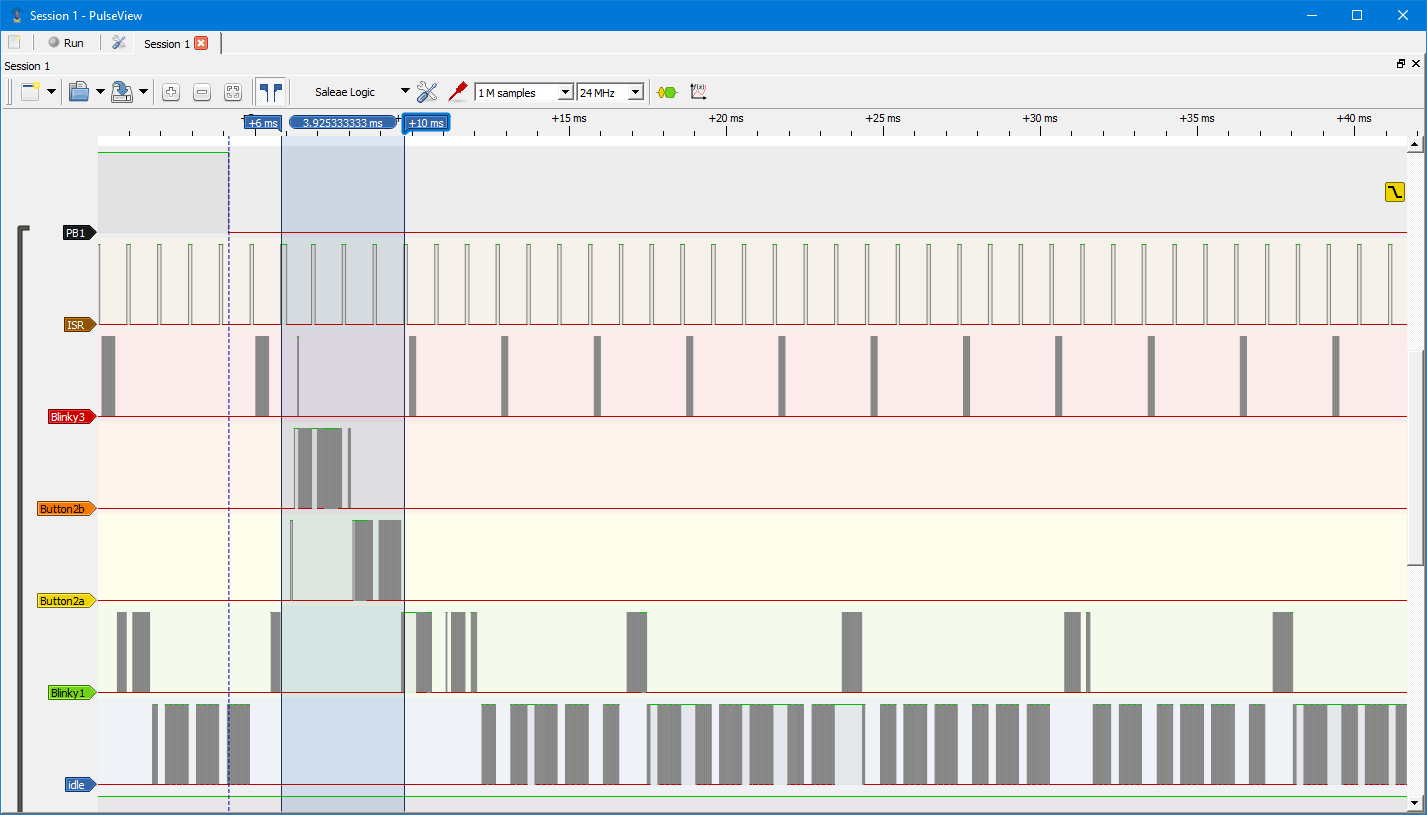 Session 1 - PulseView
Run
Session 1
Session 1
Saleae Logic
1 M samples
24 MHz
f(x)
+6 ms
3,925333333 ms
+10 ms
+15 ms
+20 ms
+25 ms
+30 ms
+35 ms
+40 ms
PB1
ISR
Blinky3
Button2b
Button2a
Blinky1
idle